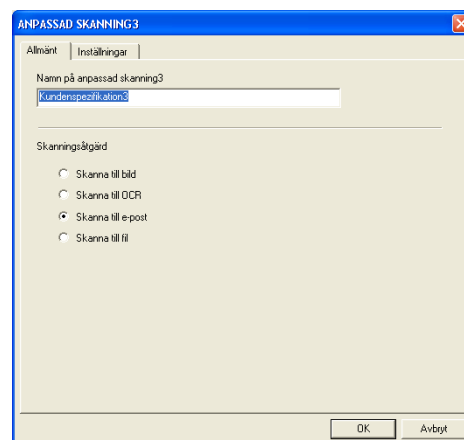 ANPASSAD SKANNING3
Allmänt Inställningar
Namn på anpassad skanning3
Kundenspezifikation3
Skanningsåtgärd
Skanna till bild
Skanna till OCR
Skanna till e-post
Skanna till fil
OK Avbryt